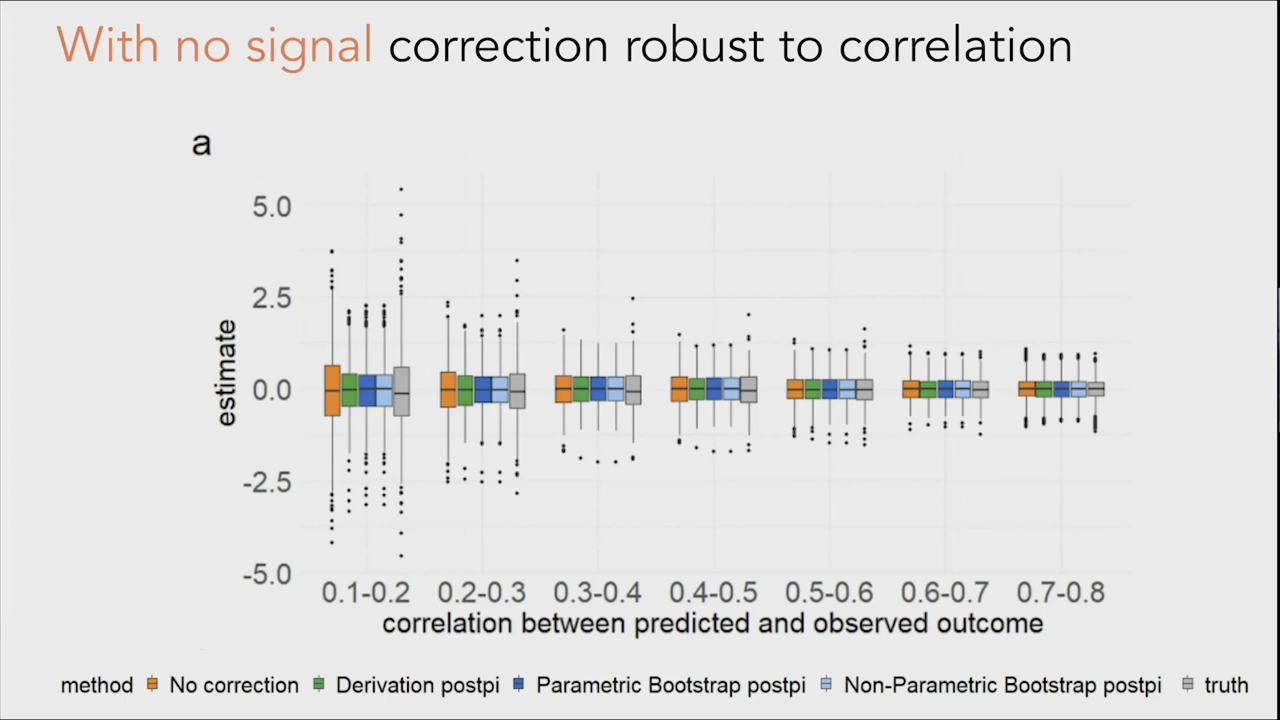 With no signal correction robust to correlation
a
5.0
2.5
0.0
-2.5
-5.0
estimate
0.1-0.2 0.2-0.3 0.3-0.4 0.4-0.5 0.5-0.6 0.6-0.7 0.7-0.8
correlation between predicted and observed outcome
method No correction Derivation postpi Parametric Bootstrap postpi Non-Parametric Bootstrap postpi truth